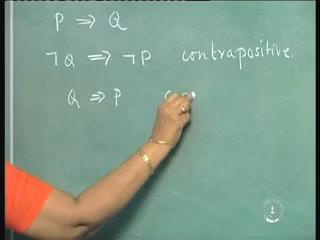 P ⇒ Q
¬Q ⇒ ¬P contrapositive.
Q ⇒ P